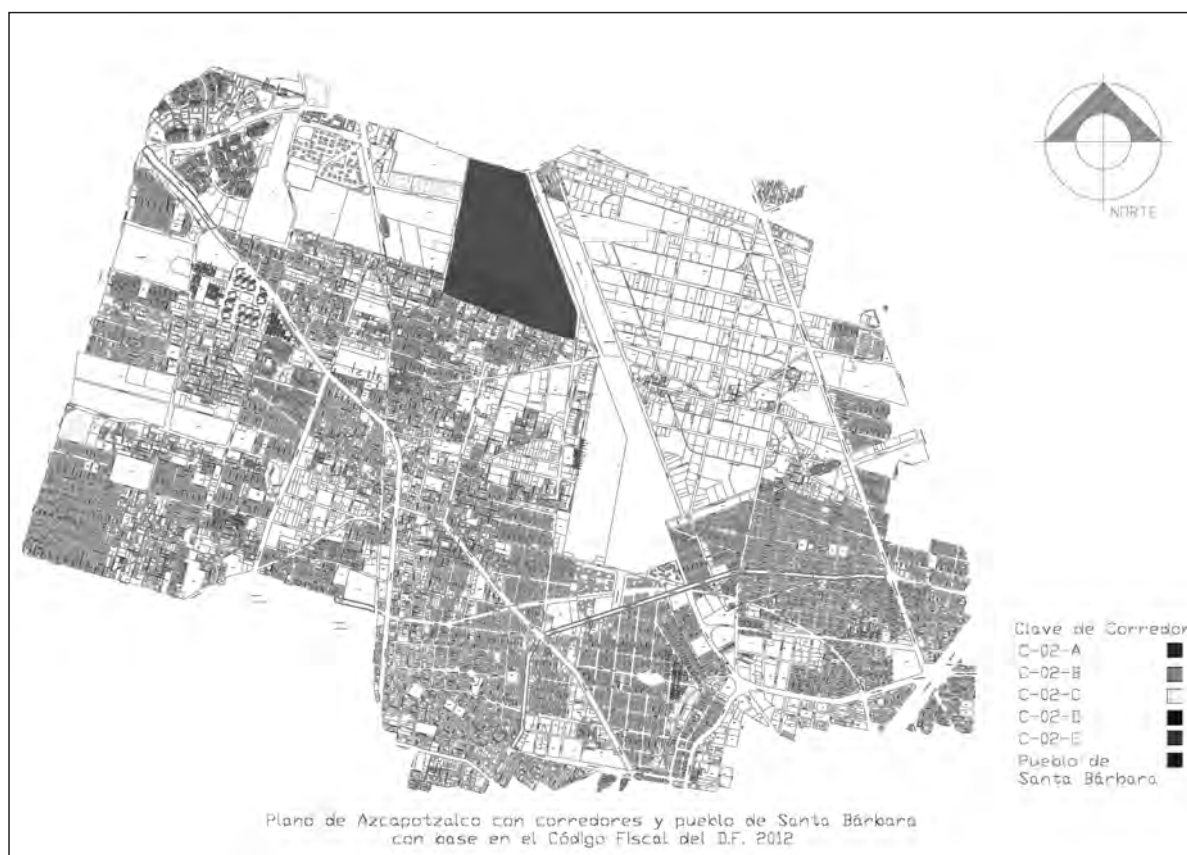 NORTE
Clave de Corredor
C-02-A
C-02-B
C-02-C
C-02-D
C-02-E
Pueblo de
Santa Bárbara
Plano de Azcapotzalco con corredores y pueblo de Santa Bárbara
con base en el Código Fiscal del D.F. 2012